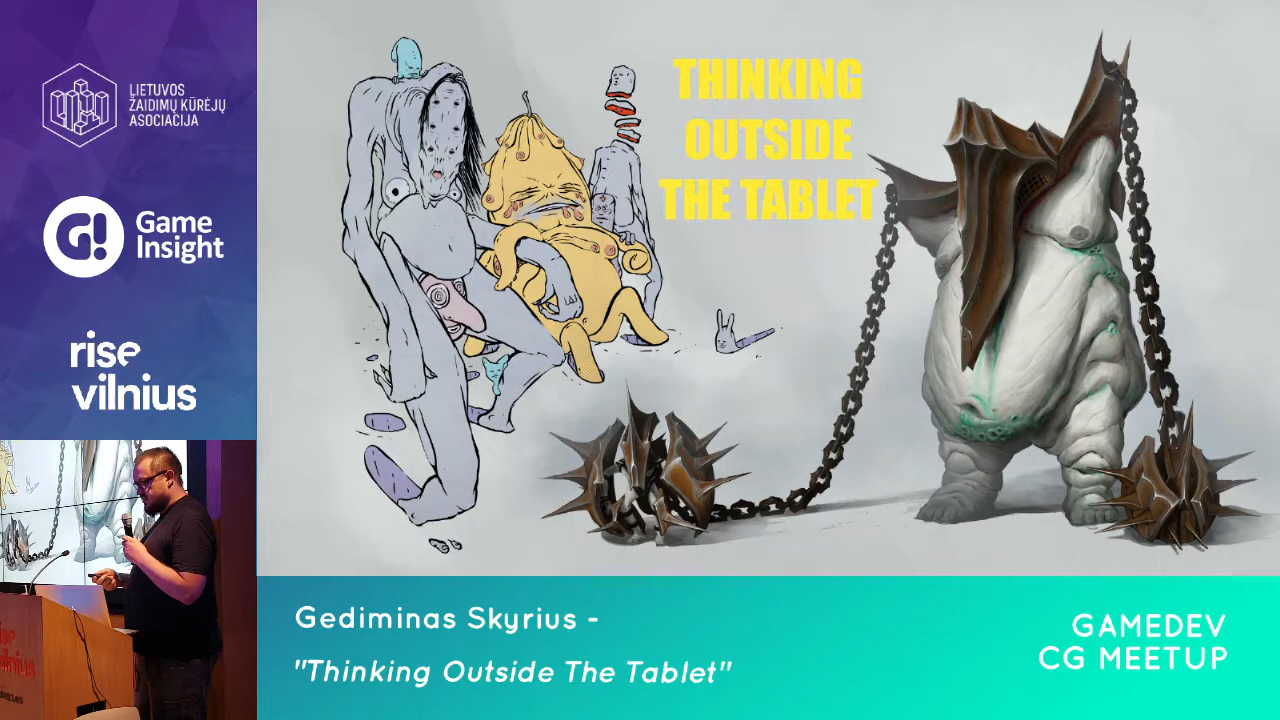 LIETUVOS
ŽAIDIMŲ KŪRĖJŲ
ASOCIACIJA
G!
Game
Insight
rise
vilnius
THINKING
OUTSIDE
THE TABLET
Gediminas Skyrius -
"Thinking Outside The Tablet"
GAMEDEV
CG MEETUP
vilnius